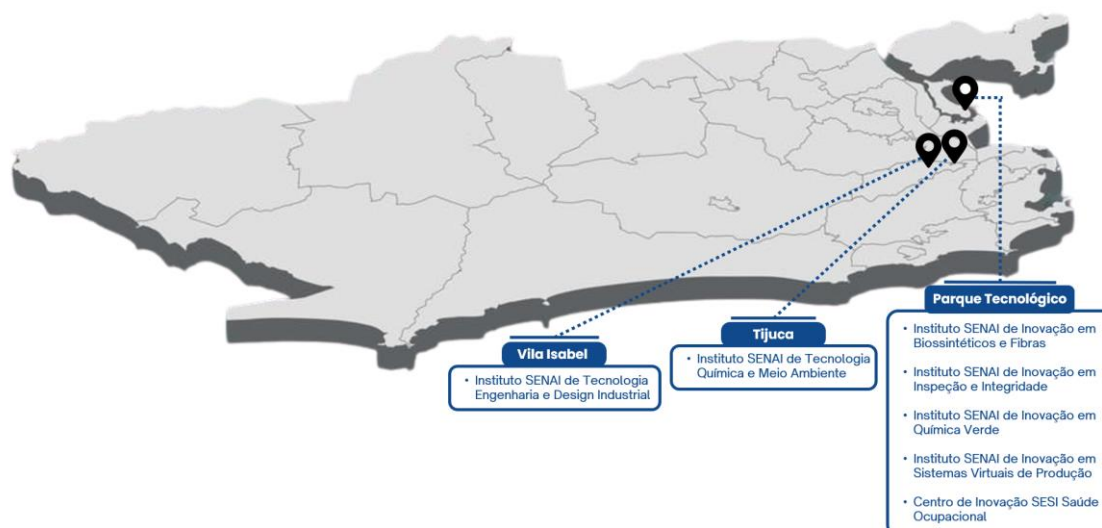 Vila Isabel
• Instituto SENAI de Tecnologia
Engenharia e Design Industrial
Tijuca
• Instituto SENAI de Tecnologia
Química e Meio Ambiente
Parque Tecnológico
• Instituto SENAI de Inovação em
Biossintéticos e Fibras
• Instituto SENAI de Inovação em
Inspeção e Integridade
• Instituto SENAI de Inovação em
Química Verde
• Instituto SENAI de Inovação em
Sistemas Virtuais de Produção
• Centro de Inovação SESI Saúde
Ocupacional